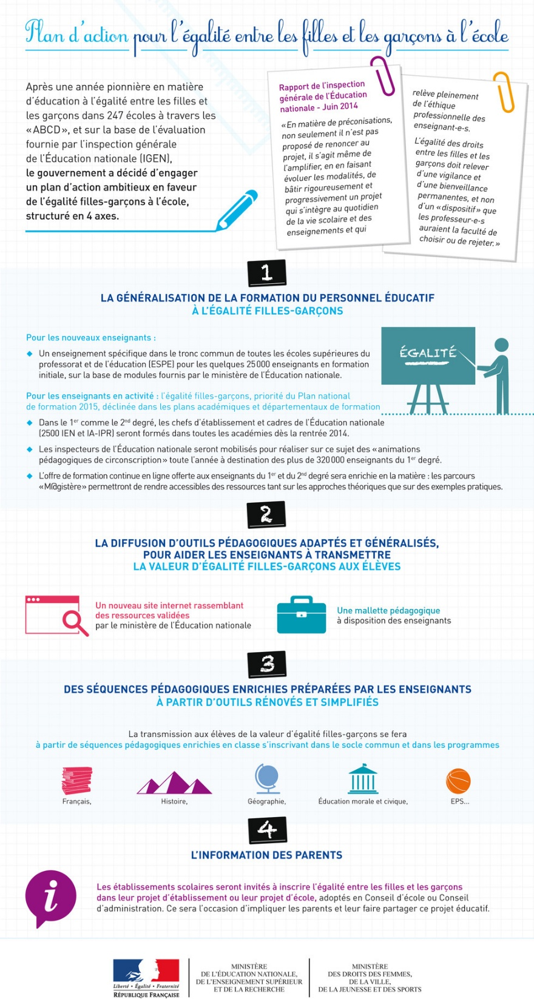 Plan d'action pour l'égalité entre les filles et les garçons à l'école
Après une année pionnière en matière
d'éducation à l'égalité entre les filles et
les garçons dans 247 écoles à travers les
«ABCD», et sur la base de l'évaluation
fournie par l'inspection générale
de l'Éducation nationale (IGEN),
le gouvernement a décidé d'engager
un plan d'action ambitieux en faveur
de l'égalité filles-garçons à l'école,
structuré en 4 axes.
Rapport de l'inspection
générale de l'Éducation
nationale - Juin 2014
«En matière de préconisations,
non seulement il n'est pas
proposé de renoncer au
projet, il s'agit même de
l'amplifier, en en faisant
évoluer les modalités, de
bâtir rigoureusement et
progressivement un projet
qui s'intègre au quotidien
de la vie scolaire et des
enseignements et qui
relève pleinement
de l'éthique
professionnelle des
enseignant-e-s.
L'égalité des droits
entre les filles et les
garçons doit relever
d'une vigilance et
d'une bienveillance
permanentes, et non
d'un «dispositif» que
les professeur-e-s
auraient la faculté de
choisir ou de rejeter.»
1
LA GÉNÉRALISATION DE LA FORMATION DU PERSONNEL ÉDUCATIF
À L'ÉGALITÉ FILLES-GARÇONS
Pour les nouveaux enseignants :
Un enseignement spécifique dans le tronc commun de toutes les écoles supérieures du
professorat et de l'éducation (ESPE) pour les quelques 25000 enseignants en formation
initiale, sur la base de modules fournis par le ministère de l'Éducation nationale.
ÉGALITÉ
Pour les enseignants en activité : l'égalité filles-garçons, priorité du Plan national
de formation 2015, déclinée dans les plans académiques et départementaux de formation
Dans le 1er comme le 2nd degré, les chefs d'établissement et cadres de l'Éducation nationale
(2500 IEN et IA-IPR) seront formés dans toutes les académies dès la rentrée 2014.
Les inspecteurs de l'Éducation nationale seront mobilisés pour réaliser sur ce sujet des «animations
pédagogiques de circonscription» toute l'année à destination des plus de 320000 enseignants du 1er degré.
L'offre de formation continue en ligne offerte aux enseignants du 1er et du 2nd degré sera enrichie en la matière : les parcours
«M@gistère» permettront de rendre accessibles des ressources tant sur les approches théoriques que sur des exemples pratiques.
2
LA DIFFUSION D'OUTILS PÉDAGOGIQUES ADAPTÉS ET GÉNÉRALISÉS,
POUR AIDER LES ENSEIGNANTS À TRANSMETTRE
LA VALEUR D'ÉGALITÉ FILLES-GARÇONS AUX ÉLÈVES
Un nouveau site internet rassemblant
des ressources validées
par le ministère de l'Éducation nationale
Une mallette pédagogique
à disposition des enseignants
3
DES SÉQUENCES PÉDAGOGIQUES ENRICHIES PRÉPARÉES PAR LES ENSEIGNANTS
À PARTIR D'OUTILS RÉNOVÉS ET SIMPLIFIÉS
La transmission aux élèves de la valeur d'égalité filles-garçons se fera
à partir de séquences pédagogiques enrichies en classe s'inscrivant dans le socle commun et dans les programmes
Français,
Histoire,
Géographie,
Éducation morale et civique,
EPS...
4
L'INFORMATION DES PARENTS
i
Les établissements scolaires seront invités à inscrire l'égalité entre les filles et les garçons
dans leur projet d'établissement ou leur projet d'école, adoptés en Conseil d'école ou Conseil
d'administration. Ce sera l'occasion d'impliquer les parents et leur faire partager ce projet éducatif.
Liberté • Égalité • Fraternité
RÉPUBLIQUE FRANÇAISE
MINISTÈRE
DE L'ÉDUCATION NATIONALE,
DE L'ENSEIGNEMENT SUPÉRIEUR
ET DE LA RECHERCHE
MINISTÈRE
DES DROITS DES FEMMES,
DE LA VILLE,
DE LA JEUNESSE ET DES SPORTS